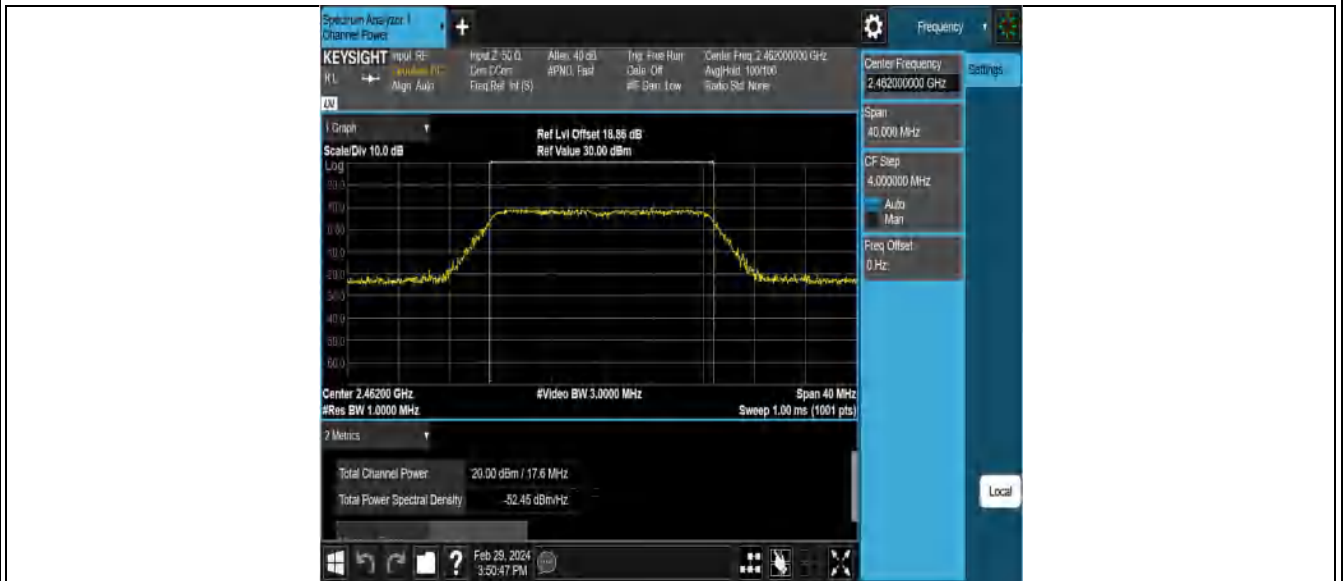 Spectrum Analyzer 1
Channel Power
+
Frequency
KEYSIGHT Input: RF
Input Z: 50 Ω
Atten: 40 dB
Trig: Free Run
Center Freq: 2.462000000 GHz
#PNO: Fast
Gate: Off
Avg|Hold: 100/100
Align: Auto
Freq Ref: Int (S)
#IF Gain: Low
Radio Std: None
Center Frequency
2.462000000 GHz
Settings
Span
40.000 MHz
CF Step
4.000000 MHz
Auto
Man
Freq Offset
0 Hz
1 Graph
Ref Lvl Offset 18.86 dB
Scale/Div 10.0 dB
Ref Value 30.00 dBm
Log
Center 2.46200 GHz
#Video BW 3.0000 MHz
Span 40 MHz
#Res BW 1.0000 MHz
Sweep 1.00 ms (1001 pts)
2 Metrics
Total Channel Power 20.00 dBm / 17.6 MHz
Total Power Spectral Density -52.45 dBm/Hz
Local
? Feb 29, 2024
3:50:47 PM